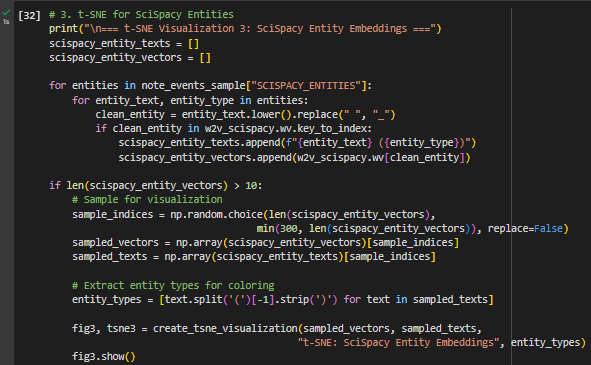 [32] # 3. t-SNE for SciSpacy Entities
1s print("\n=== t-SNE Visualization 3: SciSpacy Entity Embeddings ===")
scispacy_entity_texts = []
scispacy_entity_vectors = []

for entities in note_events_sample["SCISPACY_ENTITIES"]:
    for entity_text, entity_type in entities:
        clean_entity = entity_text.lower().replace(" ", "_")
        if clean_entity in w2v_scispacy.wv.key_to_index:
            scispacy_entity_texts.append(f"{entity_text} ({entity_type})")
            scispacy_entity_vectors.append(w2v_scispacy.wv[clean_entity])

if len(scispacy_entity_vectors) > 10:
    # Sample for visualization
    sample_indices = np.random.choice(len(scispacy_entity_vectors),
                                      min(300, len(scispacy_entity_vectors)), replace=False)
    sampled_vectors = np.array(scispacy_entity_vectors)[sample_indices]
    sampled_texts = np.array(scispacy_entity_texts)[sample_indices]

    # Extract entity types for coloring
    entity_types = [text.split('(')[-1].strip(')') for text in sampled_texts]

    fig3, tsne3 = create_tsne_visualization(sampled_vectors, sampled_texts,
                                            "t-SNE: SciSpacy Entity Embeddings", entity_types)
    fig3.show()